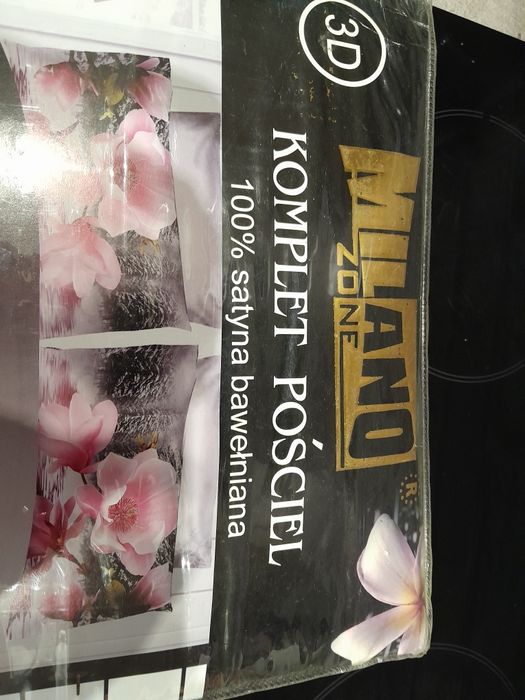 3D
MILANO
ZONE
R
KOMPLET POŚCIEL
100% satyna bawełniana